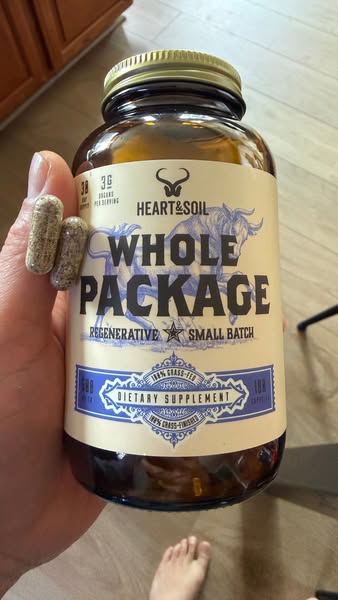 30
3G
ORGANS
PER SERVING
HEART&SOIL
WHOLE
PACKAGE
REGENERATIVE SMALL BATCH
100% GRASS-FED
DIETARY SUPPLEMENT
100% GRASS-FINISHED
CAPSULES